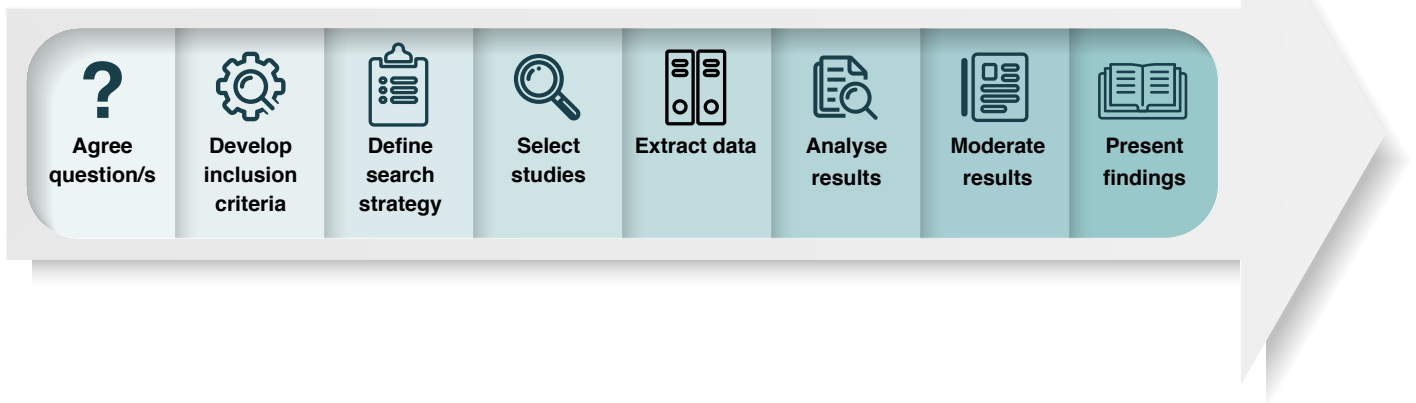 ?
Agree
question/s
Develop
inclusion
criteria
Define
search
strategy
Select
studies
Extract data
Analyse
results
Moderate
results
Present
findings